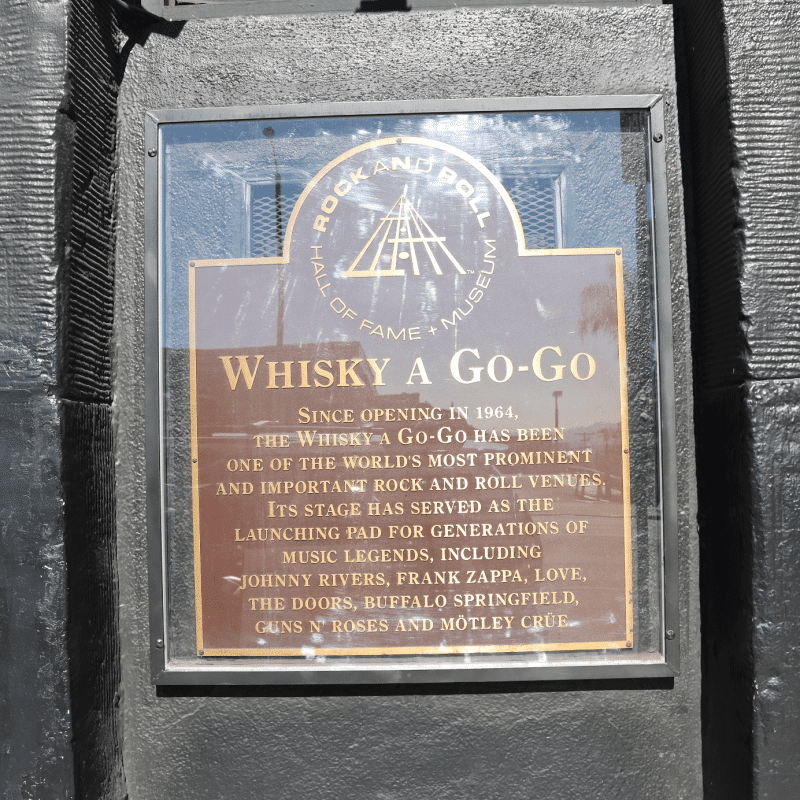 ROCK AND ROLL
HALL OF FAME + MUSEUM
™
WHISKY A GO-GO
SINCE OPENING IN 1964,
THE WHISKY A GO-GO HAS BEEN
ONE OF THE WORLD'S MOST PROMINENT
AND IMPORTANT ROCK AND ROLL VENUES.
ITS STAGE HAS SERVED AS THE
LAUNCHING PAD FOR GENERATIONS OF
MUSIC LEGENDS, INCLUDING
JOHNNY RIVERS, FRANK ZAPPA, LOVE,
THE DOORS, BUFFALO SPRINGFIELD,
GUNS N' ROSES AND MÖTLEY CRÜE